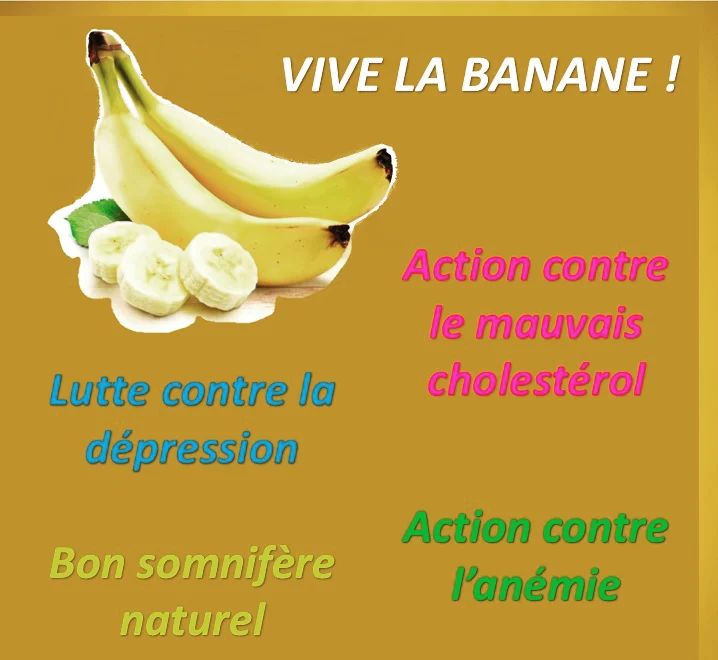 VIVE LA BANANE !
Action contre
le mauvais
cholestérol
Lutte contre la
dépression
Action contre
l’anémie
Bon somnifère
naturel